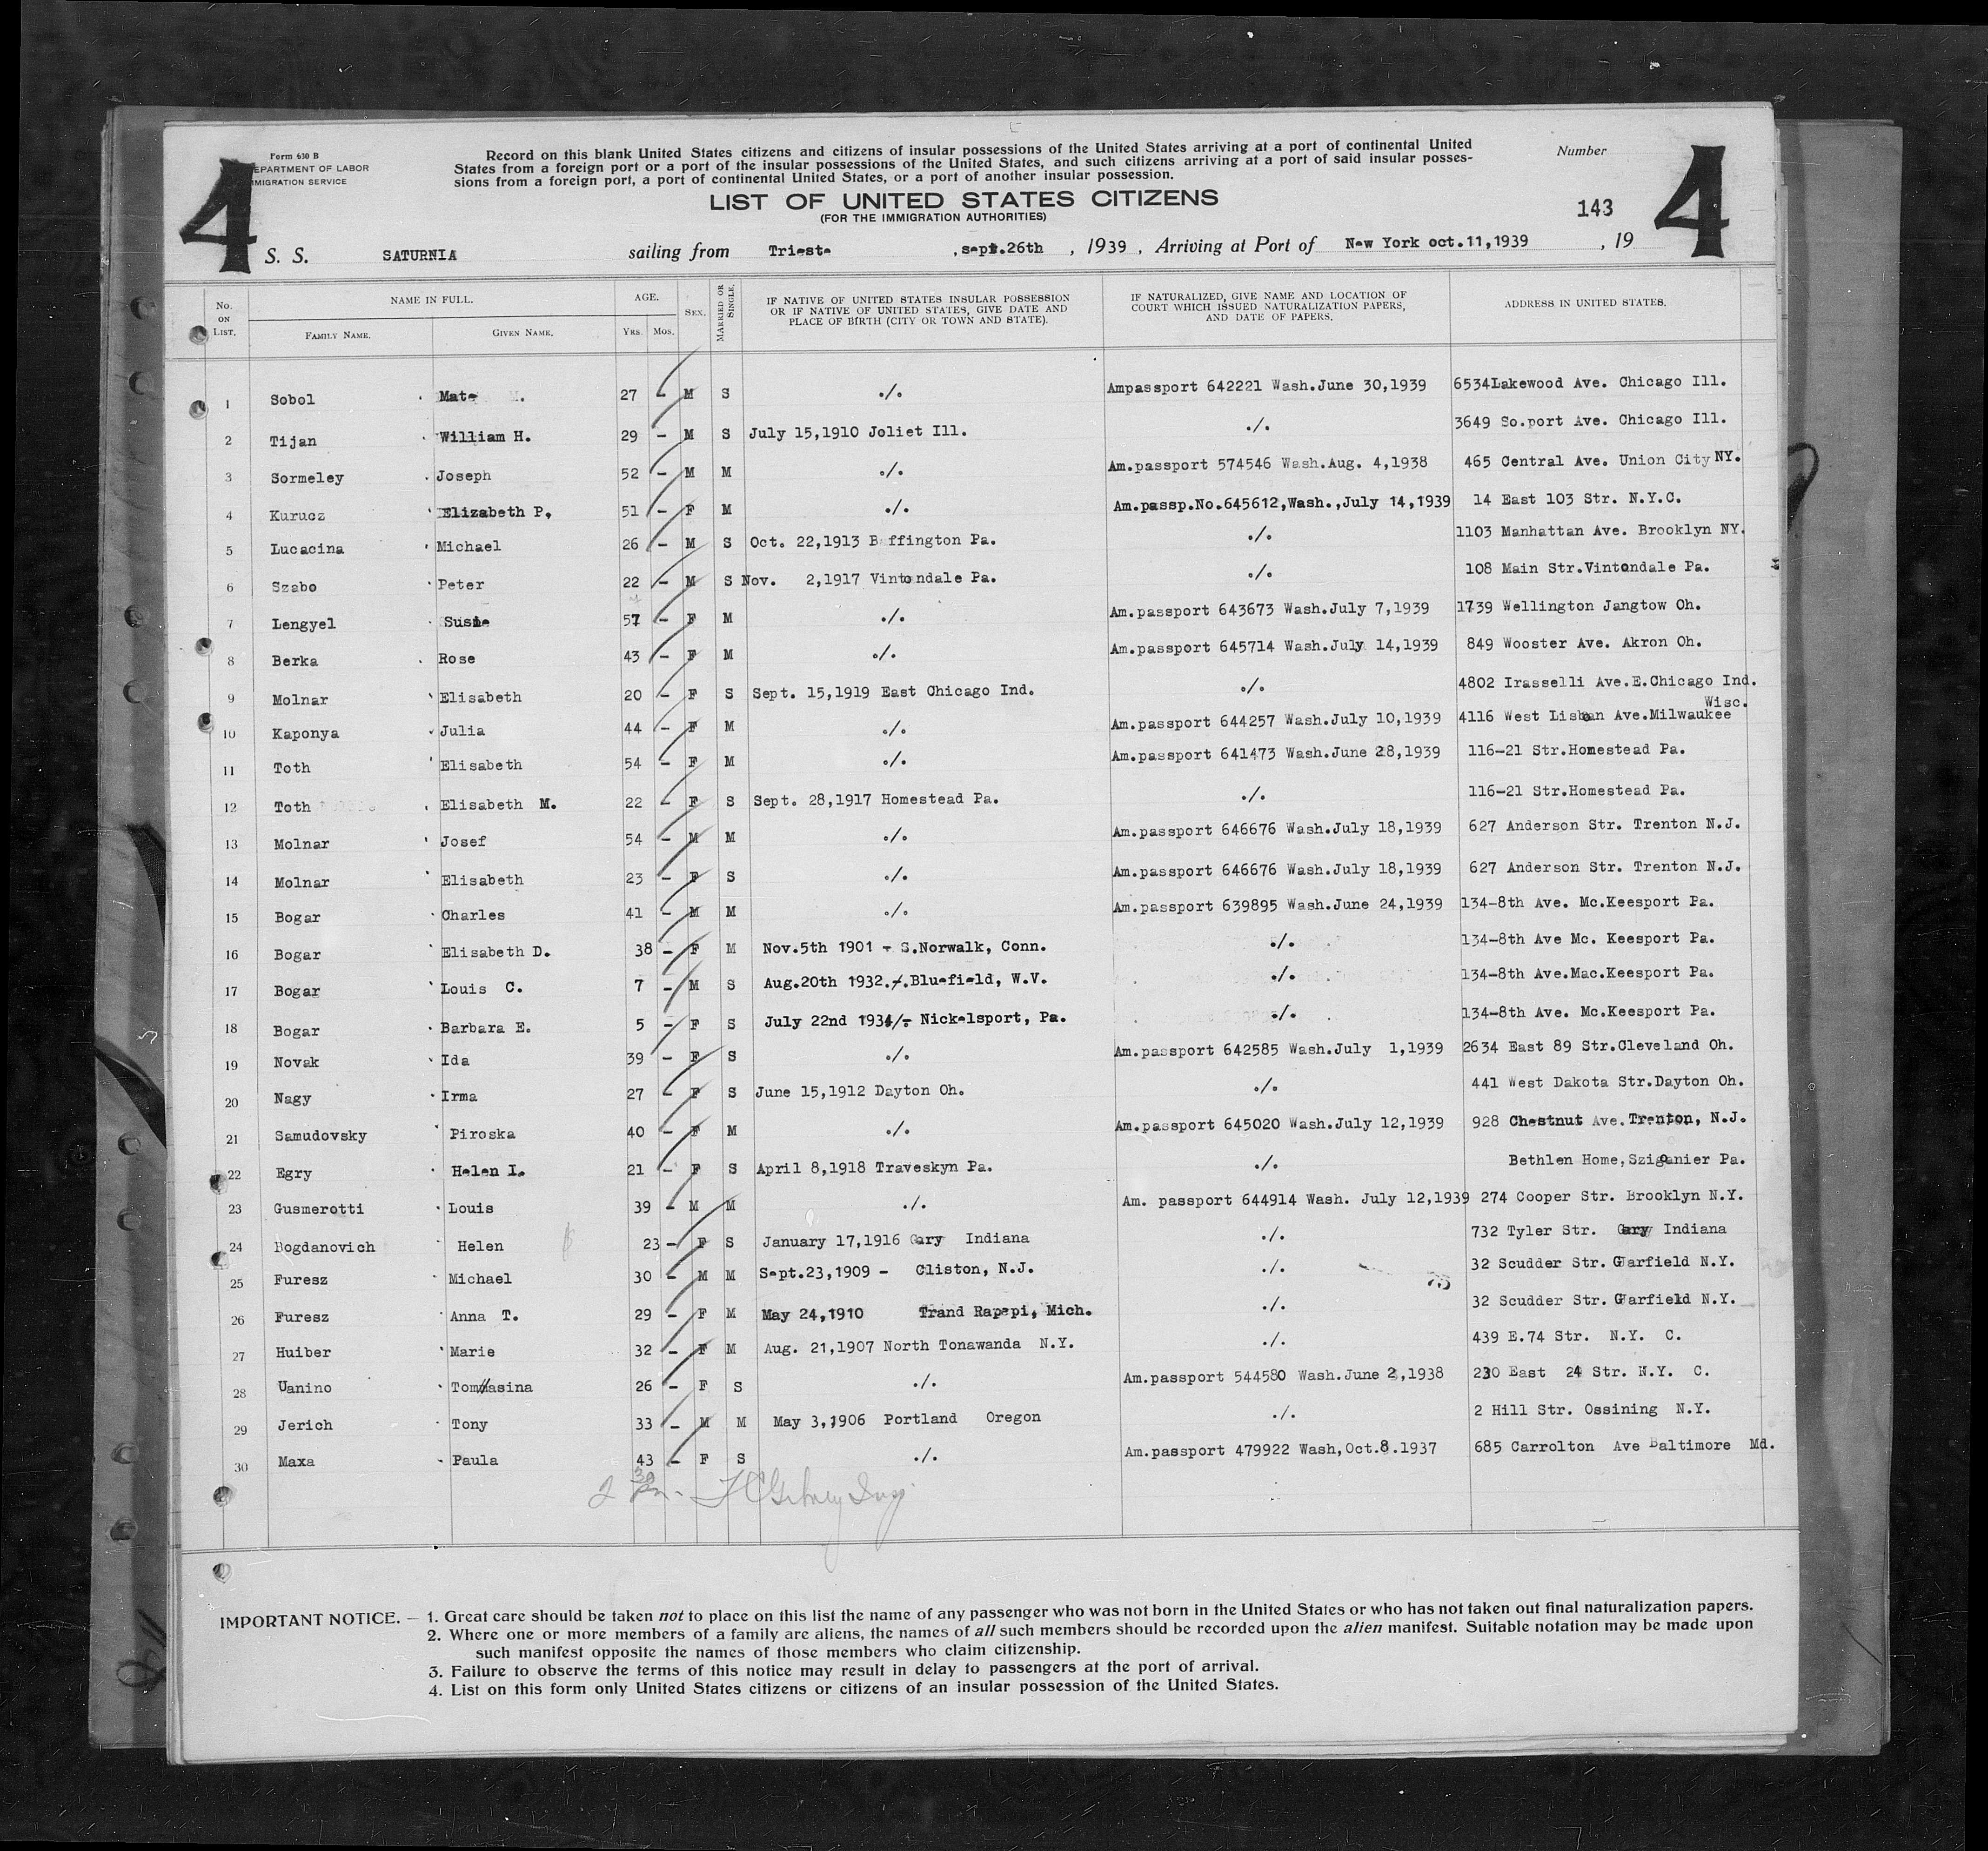 Form 630 B
DEPARTMENT OF LABOR
IMMIGRATION SERVICE
4
Record on this blank United States citizens and citizens of insular possessions of the United States arriving at a port of continental United
States from a foreign port or a port of the insular possessions of the United States, and such citizens arriving at a port of said insular posses-
sions from a foreign port, a port of continental United States, or a port of another insular possession.
Number
4
LIST OF UNITED STATES CITIZENS
(FOR THE IMMIGRATION AUTHORITIES)
143
S. S. SATURNIA sailing from Trieste , sept.26th , 1939 , Arriving at Port of New York oct.11,1939 , 19
No. ON LIST. NAME IN FULL. FAMILY NAME. GIVEN NAME. AGE. YRS. MOS. SEX. MARRIED OR SINGLE. IF NATIVE OF UNITED STATES INSULAR POSSESSION OR IF NATIVE OF UNITED STATES, GIVE DATE AND PLACE OF BIRTH (CITY OR TOWN AND STATE). IF NATURALIZED, GIVE NAME AND LOCATION OF COURT WHICH ISSUED NATURALIZATION PAPERS, AND DATE OF PAPERS. ADDRESS IN UNITED STATES.
1 Sobol Mate M. 27 - M S ./. Ampassport 642221 Wash.June 30,1939 6534Lakewood Ave. Chicago Ill.
2 Tijan William H. 29 - M S July 15,1910 Joliet Ill. ./. 3649 So.port Ave. Chicago Ill.
3 Sormeley Joseph 52 - M M ./. Am.passport 574546 Wash.Aug. 4,1938 465 Central Ave. Union City NY.
4 Kurucz Elizabeth P, 51 - F M ./. Am.passp.No.645612,Wash.,July 14,1939 14 East 103 Str. N.Y.C.
5 Lucacina Michael 26 - M S Oct. 22,1913 Buffington Pa. ./. 1103 Manhattan Ave. Brooklyn NY.
6 Szabo Peter 22 - M S Nov. 2,1917 Vintondale Pa. ./. 108 Main Str.Vintondale Pa.
7 Lengyel Susie 57 - F M ./. Am.passport 643673 Wash.July 7,1939 1739 Wellington Jangtow Oh.
8 Berka Rose 43 - F M ./. Am.passport 645714 Wash.July 14,1939 849 Wooster Ave. Akron Oh.
9 Molnar Elisabeth 20 - F S Sept. 15,1919 East Chicago Ind. ./. 4802 Irasselli Ave.E.Chicago Ind.
10 Kaponya Julia 44 - F M ./. Am.passport 644257 Wash.July 10,1939 4116 West Lisbon Ave.Milwaukee Wisc.
11 Toth Elisabeth 54 - F M ./. Am.passport 641473 Wash.June 28,1939 116-21 Str.Homestead Pa.
12 Toth Elisabeth M. 22 - F S Sept. 28,1917 Homestead Pa. ./. 116-21 Str.Homestead Pa.
13 Molnar Josef 54 - M M ./. Am.passport 646676 Wash.July 18,1939 627 Anderson Str. Trenton N.J.
14 Molnar Elisabeth 23 - F S ./. Am.passport 646676 Wash.July 18,1939 627 Anderson Str. Trenton N.J.
15 Bogar Charles 41 - M M ./. Am.passport 639895 Wash.June 24,1939 134-8th Ave. Mc.Keesport Pa.
16 Bogar Elisabeth D. 38 - F M Nov.5th 1901 - S.Norwalk, Conn. ./. 134-8th Ave Mc. Keesport Pa.
17 Bogar Louis C. 7 - M S Aug.20th 1932./.Bluefield, W.V. ./. 134-8th Ave.Mac.Keesport Pa.
18 Bogar Barbara E. 5 - F S July 22nd 1934/- Nickelsport, Pa. ./. 134-8th Ave. Mc.Keesport Pa.
19 Novak Ida 39 - F S ./. Am.passport 642585 Wash.July 1,1939 2634 East 89 Str.Cleveland Oh.
20 Nagy Irma 27 - F S June 15,1912 Dayton Oh. ./. 441 West Dakota Str.Dayton Oh.
21 Samudovsky Piroska 40 - F M ./. Am.passport 645020 Wash.July 12,1939 928 Chestnut Ave. Trenton, N.J.
22 Egry Helen I. 21 - F S April 8,1918 Traveskyn Pa. ./. Bethlen Home, Pa.
23 Gusmerotti Louis 39 - M M ./. Am. passport 644914 Wash. July 12,1939 274 Cooper Str. Brooklyn N.Y.
24 Bogdanovich Helen 23 - F S January 17,1916 Gary Indiana ./. 732 Tyler Str. Gary Indiana
25 Furesz Michael 30 - M M Sept.23,1909 - Cliston, N.J. ./. 32 Scudder Str. Garfield N.Y.
26 Furesz Anna T. 29 - F M May 24,1910 Mich. ./. 32 Scudder Str. Garfield N.Y.
27 Huiber Marie 32 - F M Aug. 21,1907 North Tonawanda N.Y. ./. 439 E.74 Str. N.Y. C.
28 Uanino Tommasina 26 - F S ./. Am.passport 544580 Wash.June 2,1938 230 East 24 Str. N.Y. C.
29 Jerich Tony 33 - M M May 3,1906 Portland Oregon ./. 2 Hill Str. Ossining N.Y.
30 Maxa Paula 43 - F S ./. Am.passport 479922 Wash,Oct.8.1937 685 Carrolton Ave Baltimore Md.
IMPORTANT NOTICE. — 1. Great care should be taken not to place on this list the name of any passenger who was not born in the United States or who has not taken out final naturalization papers.
2. Where one or more members of a family are aliens, the names of all such members should be recorded upon the alien manifest. Suitable notation may be made upon
such manifest opposite the names of those members who claim citizenship.
3. Failure to observe the terms of this notice may result in delay to passengers at the port of arrival.
4. List on this form only United States citizens or citizens of an insular possession of the United States.